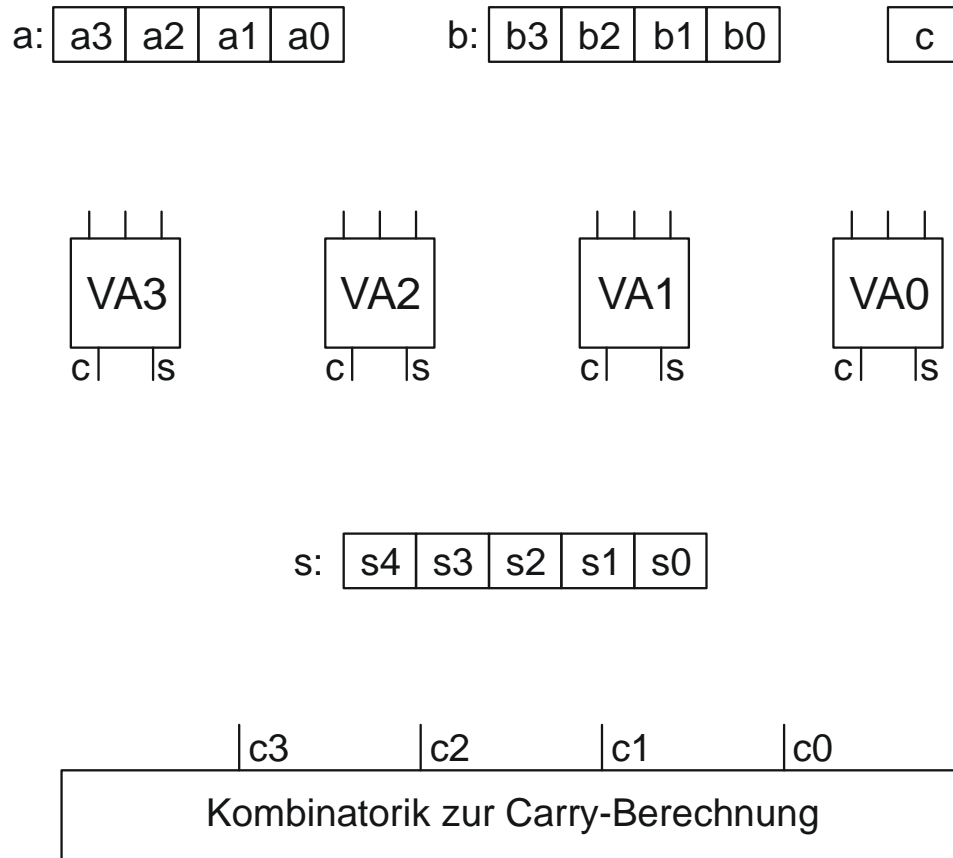 a: a3 a2 a1 a0 b: b3 b2 b1 b0 c
VA3 VA2 VA1 VA0
c s c s c s c s
s: s4 s3 s2 s1 s0
c3 c2 c1 c0
Kombinatorik zur Carry-Berechnung